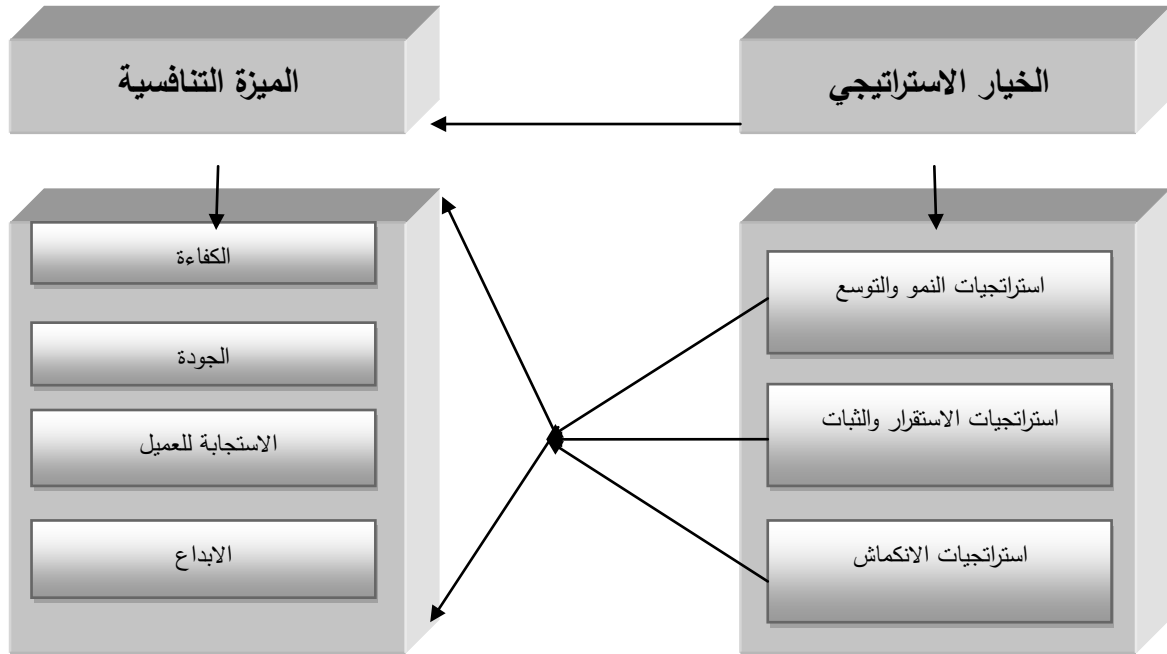 الخيار الاستراتيجي
الميزة التنافسية
استراتجيات النمو والتوسع
استراتجيات الاستقرار والثبات
استراتجيات الانكماش
الكفاءة
الجودة
الاستجابة للعميل
الابداع